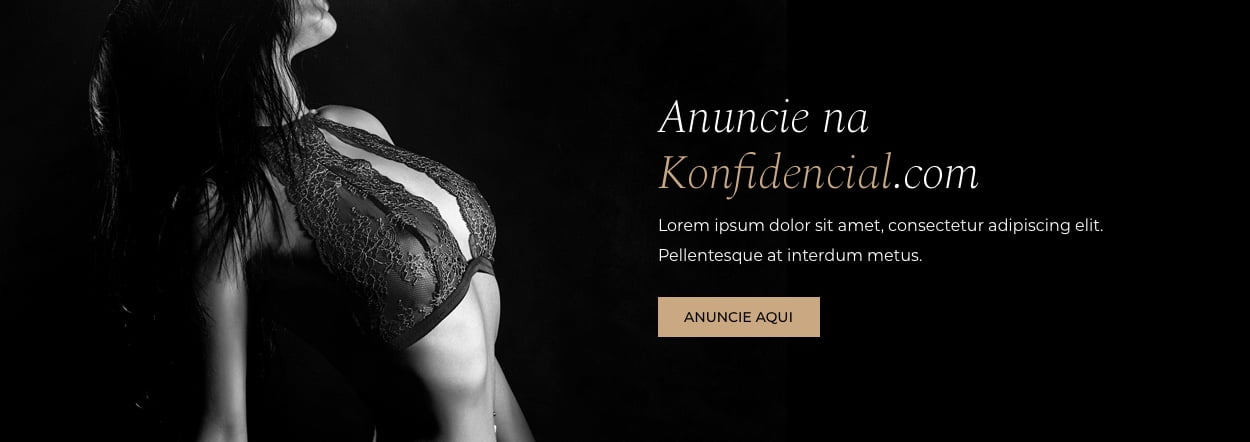 Anuncie na
Konfidencial.com
Lorem ipsum dolor sit amet, consectetur adipiscing elit.
Pellentesque at interdum metus.
ANUNCIE AQUI